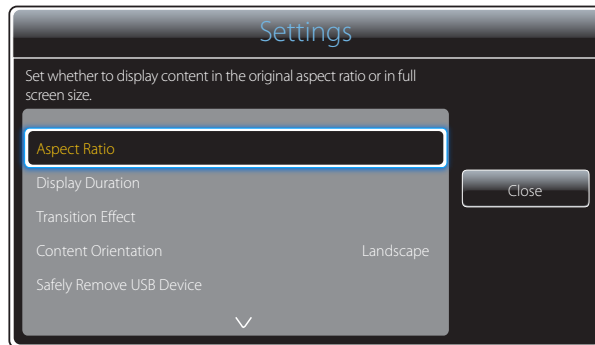 Settings
Set whether to display content in the original aspect ratio or in full
screen size.
Aspect Ratio
Display Duration
Close
Transition Effect
Content Orientation Landscape
Safely Remove USB Device